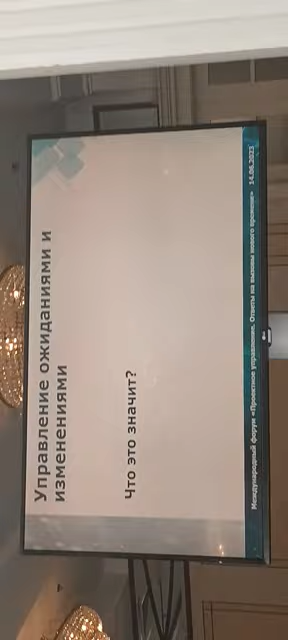 Управление ожиданиями и
изменениями
Что это значит?
Международный форум «Проектное управление. Ответы на вызовы нового времени» 14.06.2023